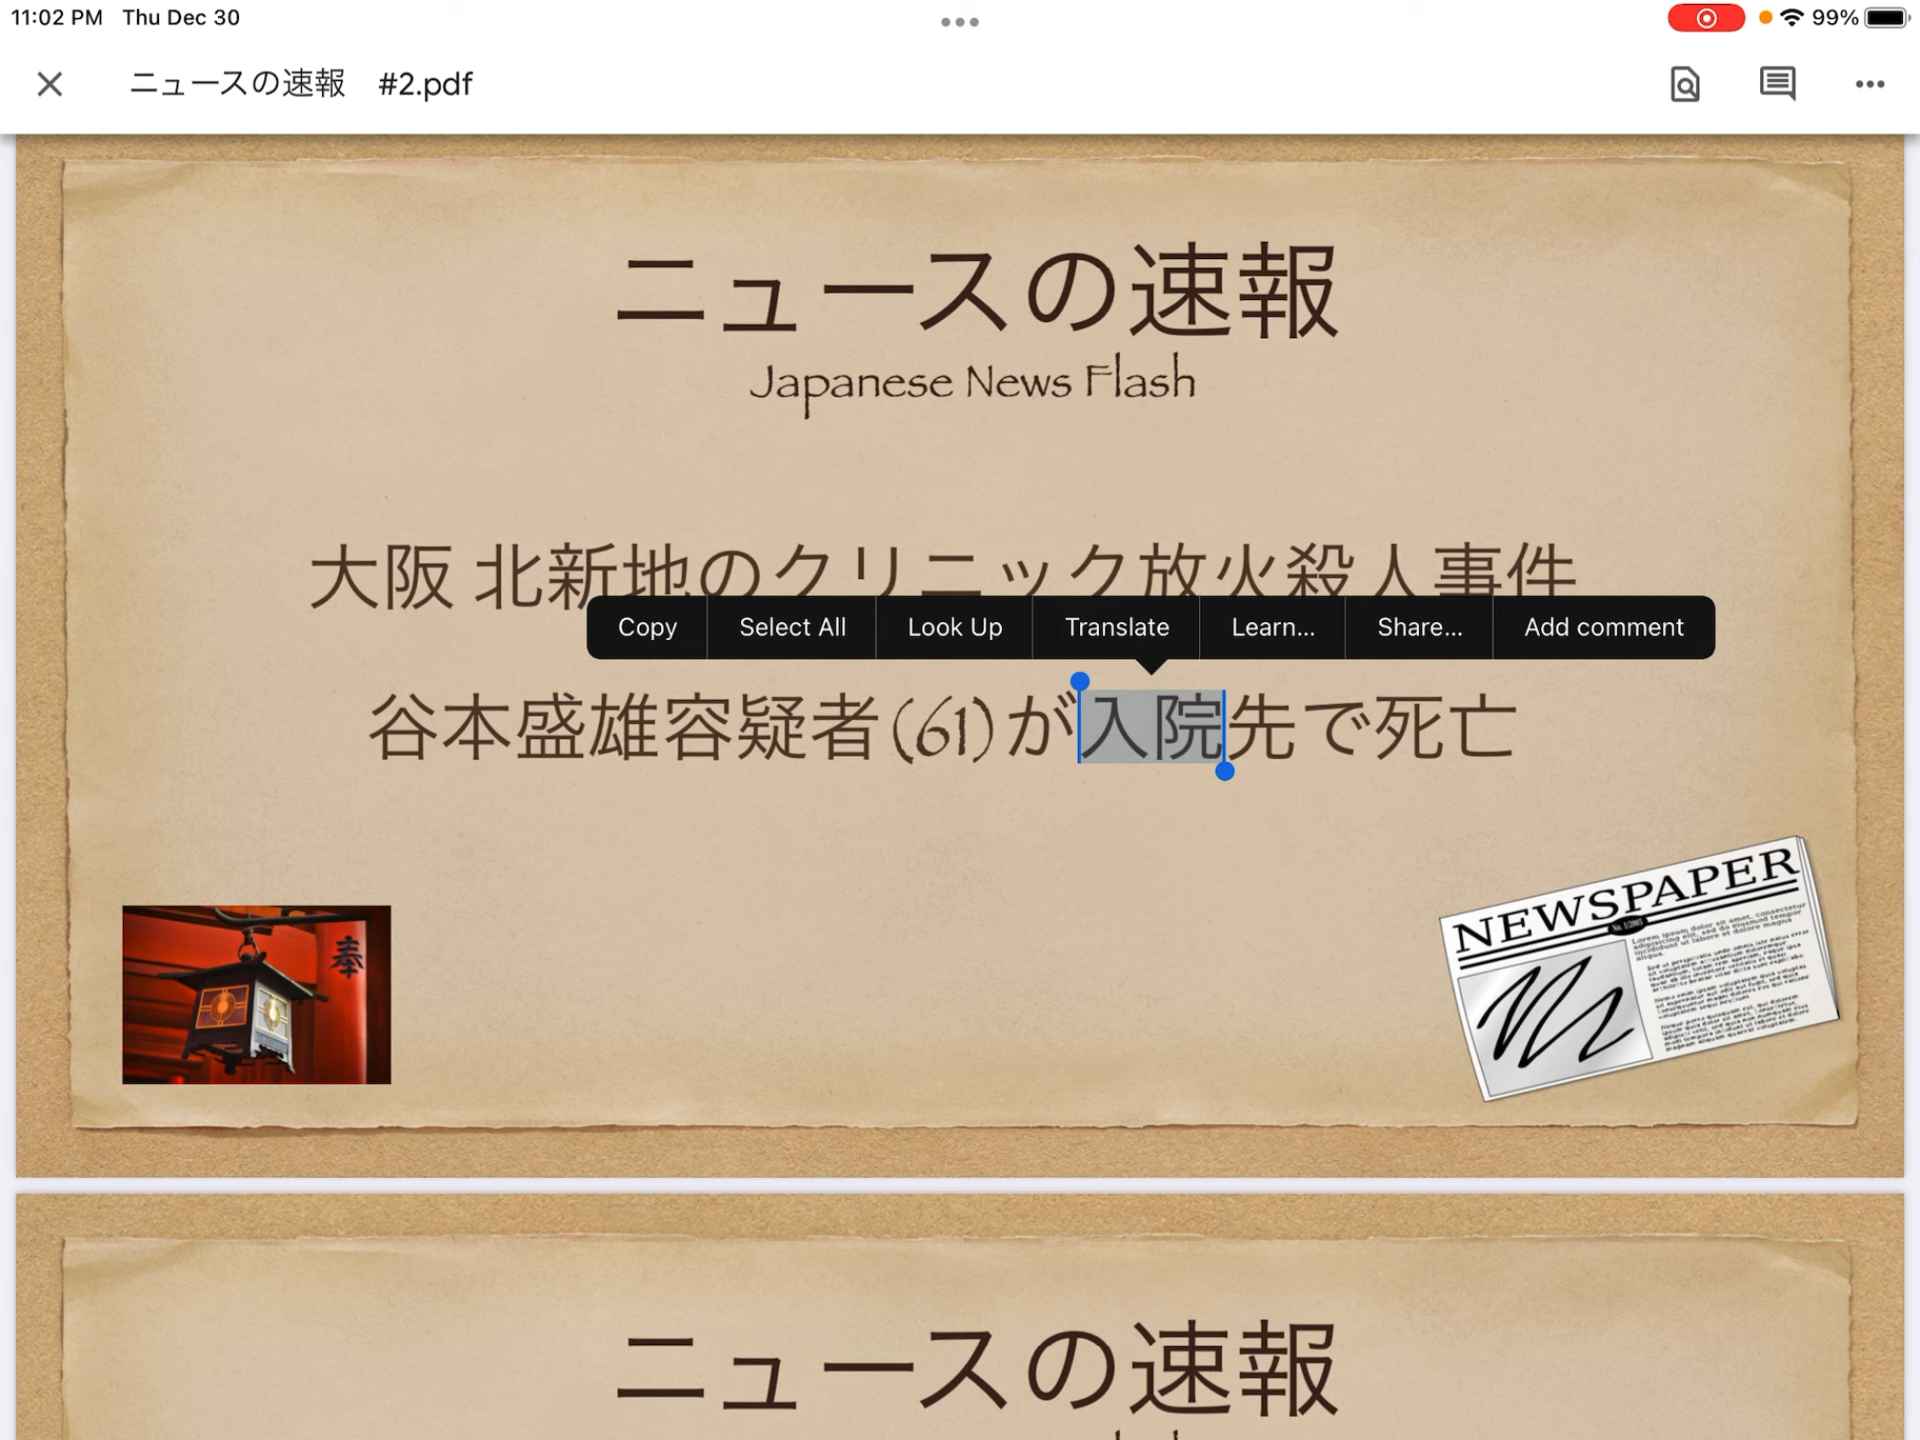 11:02 PM Thu Dec 30
99%
ニュースの速報 #2.pdf
ニュースの速報
Japanese News Flash
大阪 北新地のクリニック放火殺人事件
Copy Select All Look Up Translate Learn... Share... Add comment
谷本盛雄容疑者(61)が入院先で死亡
奉
NEWSPAPER
ニュースの速報